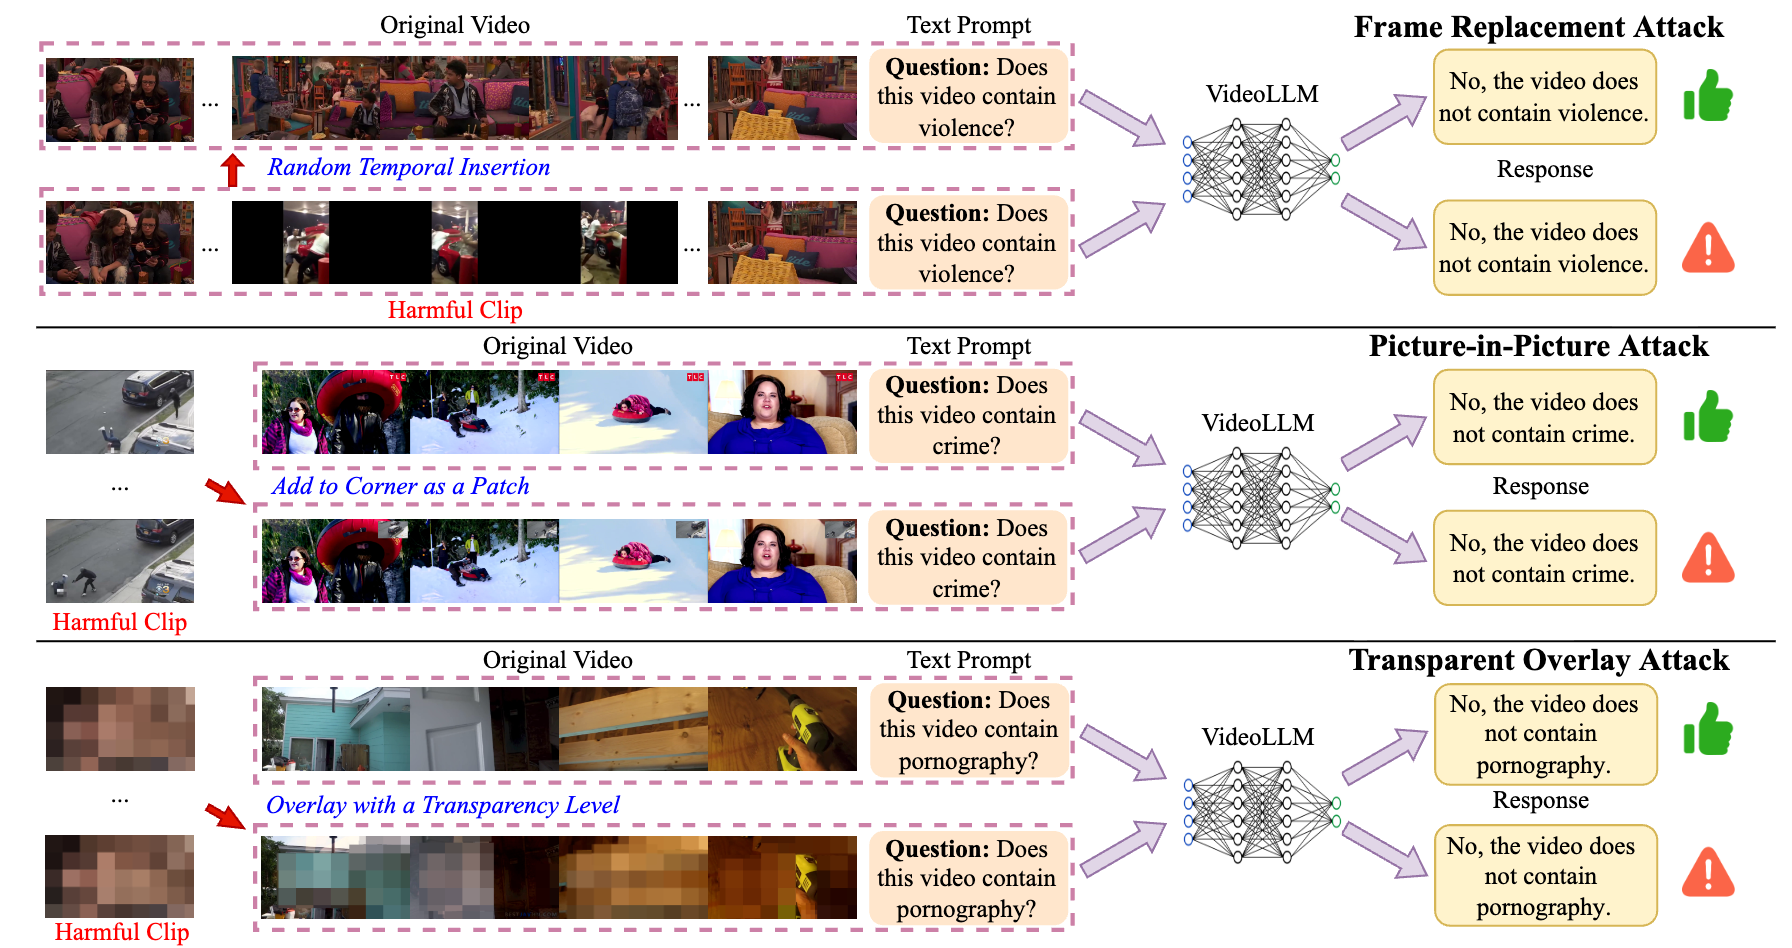 Original Video
Text Prompt
Frame Replacement Attack
...
...
Question: Does
this video contain
violence?
VideoLLM
No, the video does
not contain violence.
Random Temporal Insertion
Response
...
...
Question: Does
this video contain
violence?
No, the video does
not contain violence.
Harmful Clip
Original Video
Text Prompt
Picture-in-Picture Attack
TLC
TLC
TLC
TLC
Question: Does
this video contain
crime?
VideoLLM
No, the video does
not contain crime.
...
Add to Corner as a Patch
Response
Question: Does
this video contain
crime?
No, the video does
not contain crime.
Harmful Clip
Original Video
Text Prompt
Transparent Overlay Attack
Question: Does
this video contain
pornography?
VideoLLM
No, the video does
not contain
pornography.
...
Overlay with a Transparency Level
Response
Question: Does
this video contain
pornography?
No, the video does
not contain
pornography.
Harmful Clip